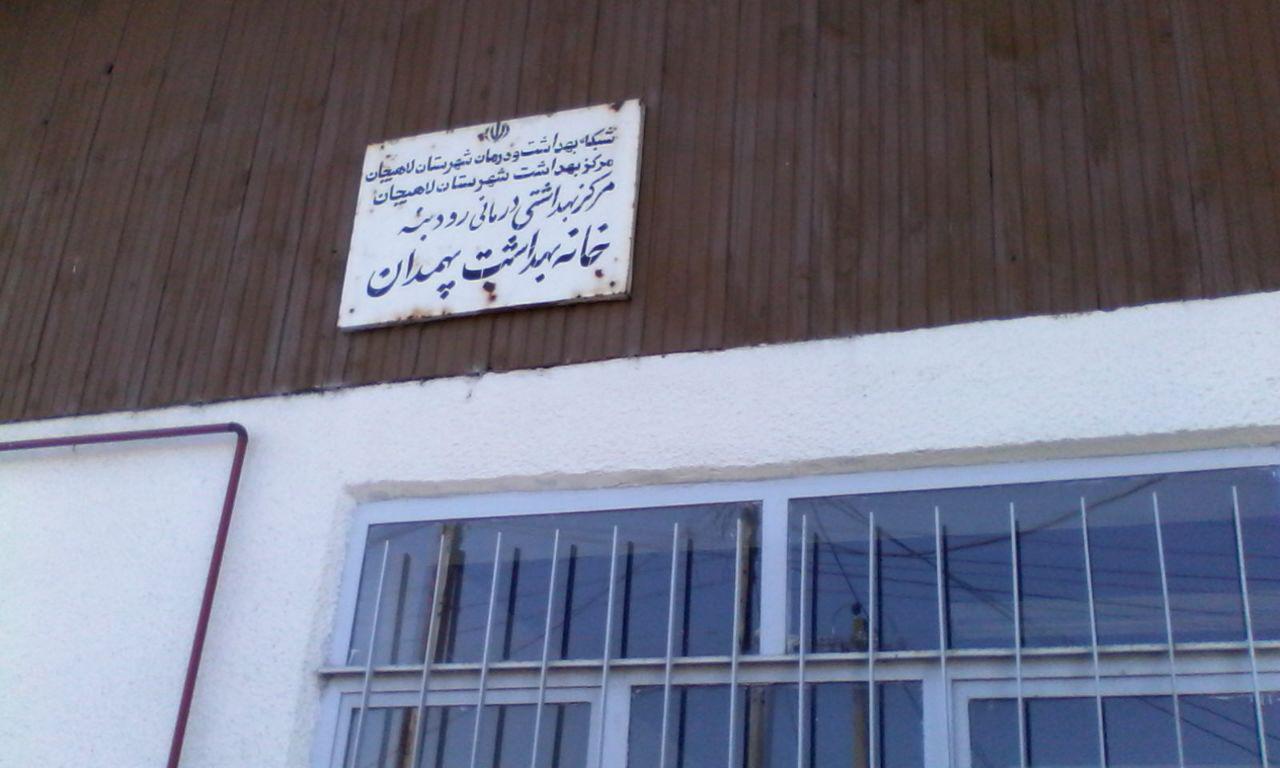 شبکه بهداشت و درمان شهرستان لاهیجان
مرکز بهداشت شهرستان لاهیجان
مرکز بهداشتی درمانی رودبنه
خانه بهداشت پهمدان